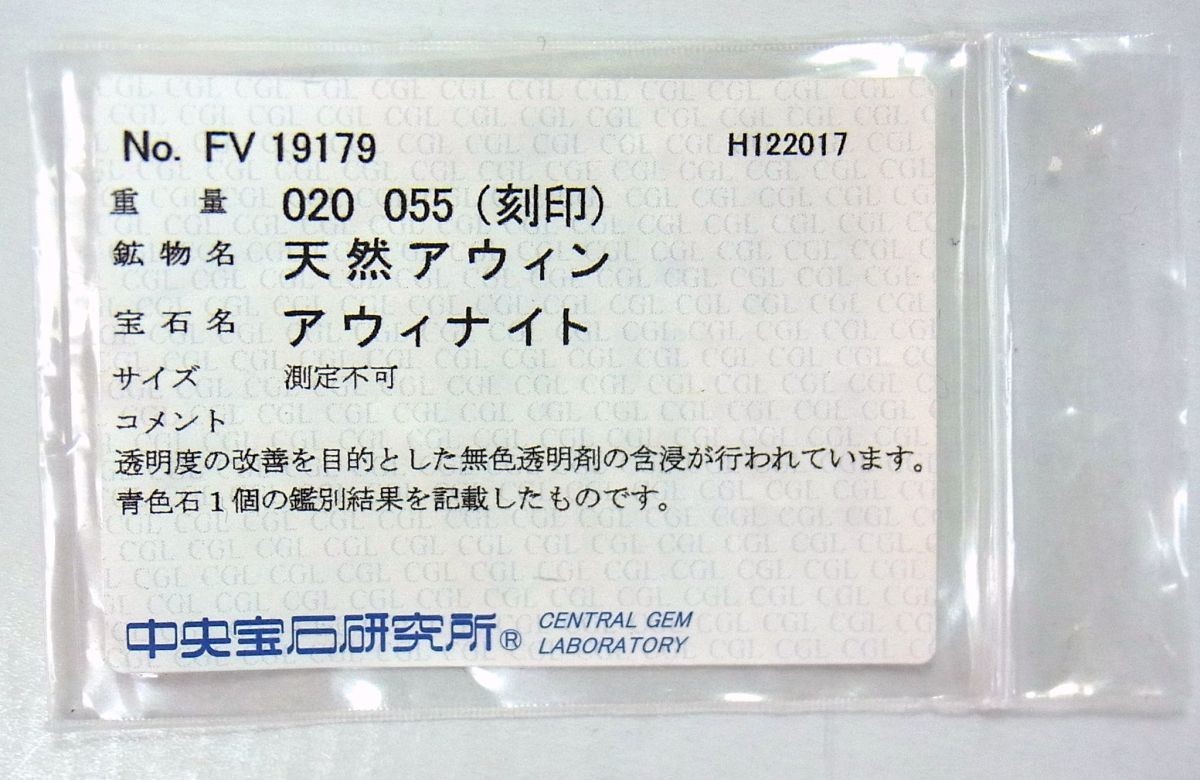 No. FV 19179 H122017
重量 020 055 (刻印)
鉱物名 天然アウィン
宝石名 アウィナイト
サイズ 測定不可
コメント
透明度の改善を目的とした無色透明剤の含浸が行われています。
青色石1個の鑑別結果を記載したものです。
中央宝石研究所® CENTRAL GEM
LABORATORY